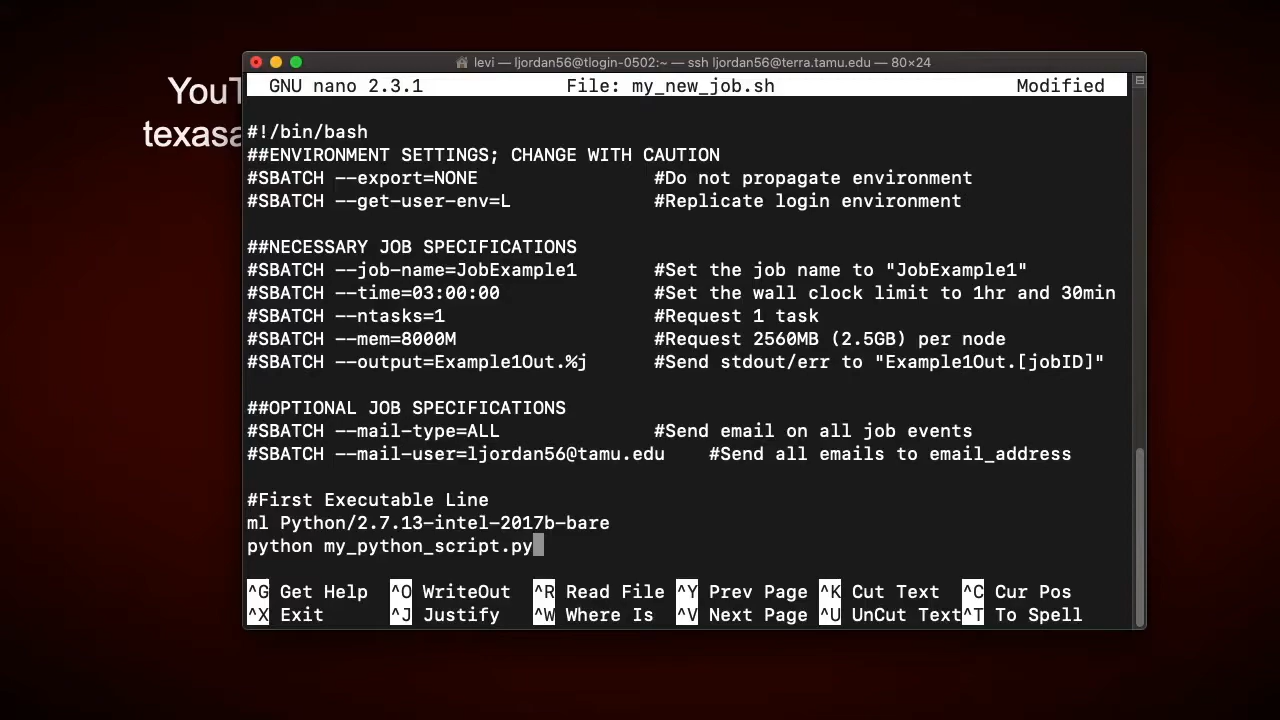 YouT
texasa
levi — ljordan56@tlogin-0502:~ — ssh ljordan56@terra.tamu.edu — 80×24
GNU nano 2.3.1 File: my_new_job.sh Modified
#!/bin/bash
##ENVIRONMENT SETTINGS; CHANGE WITH CAUTION
#SBATCH --export=NONE #Do not propagate environment
#SBATCH --get-user-env=L #Replicate login environment
##NECESSARY JOB SPECIFICATIONS
#SBATCH --job-name=JobExample1 #Set the job name to "JobExample1"
#SBATCH --time=03:00:00 #Set the wall clock limit to 1hr and 30min
#SBATCH --ntasks=1 #Request 1 task
#SBATCH --mem=8000M #Request 2560MB (2.5GB) per node
#SBATCH --output=Example1Out.%j #Send stdout/err to "Example1Out.[jobID]"
##OPTIONAL JOB SPECIFICATIONS
#SBATCH --mail-type=ALL #Send email on all job events
#SBATCH --mail-user=ljordan56@tamu.edu #Send all emails to email_address
#First Executable Line
ml Python/2.7.13-intel-2017b-bare
python my_python_script.py
^G Get Help ^O WriteOut ^R Read File ^Y Prev Page ^K Cut Text ^C Cur Pos
^X Exit ^J Justify ^W Where Is ^V Next Page ^U UnCut Text ^T To Spell